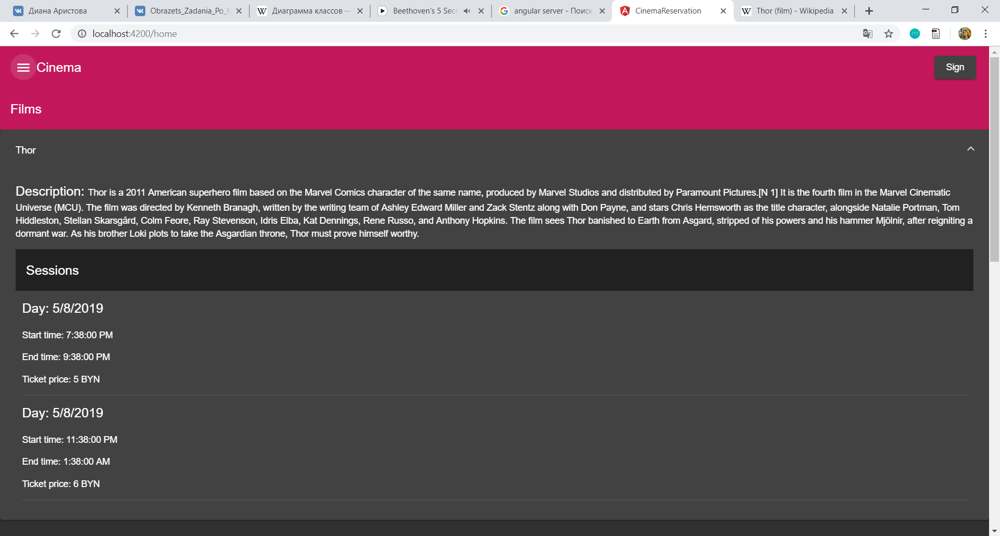 Диана Аристова
Obrazets_Zadania_Po_K
Диаграмма классов —
Beethoven's 5 Secr
angular server - Поиск
CinemaReservation
Thor (film) - Wikipedia
localhost:4200/home
Cinema
Sign
Films
Thor
Description: Thor is a 2011 American superhero film based on the Marvel Comics character of the same name, produced by Marvel Studios and distributed by Paramount Pictures.[N 1] It is the fourth film in the Marvel Cinematic
Universe (MCU). The film was directed by Kenneth Branagh, written by the writing team of Ashley Edward Miller and Zack Stentz along with Don Payne, and stars Chris Hemsworth as the title character, alongside Natalie Portman, Tom
Hiddleston, Stellan Skarsgård, Colm Feore, Ray Stevenson, Idris Elba, Kat Dennings, Rene Russo, and Anthony Hopkins. The film sees Thor banished to Earth from Asgard, stripped of his powers and his hammer Mjölnir, after reigniting a
dormant war. As his brother Loki plots to take the Asgardian throne, Thor must prove himself worthy.
Sessions
Day: 5/8/2019
Start time: 7:38:00 PM
End time: 9:38:00 PM
Ticket price: 5 BYN
Day: 5/8/2019
Start time: 11:38:00 PM
End time: 1:38:00 AM
Ticket price: 6 BYN